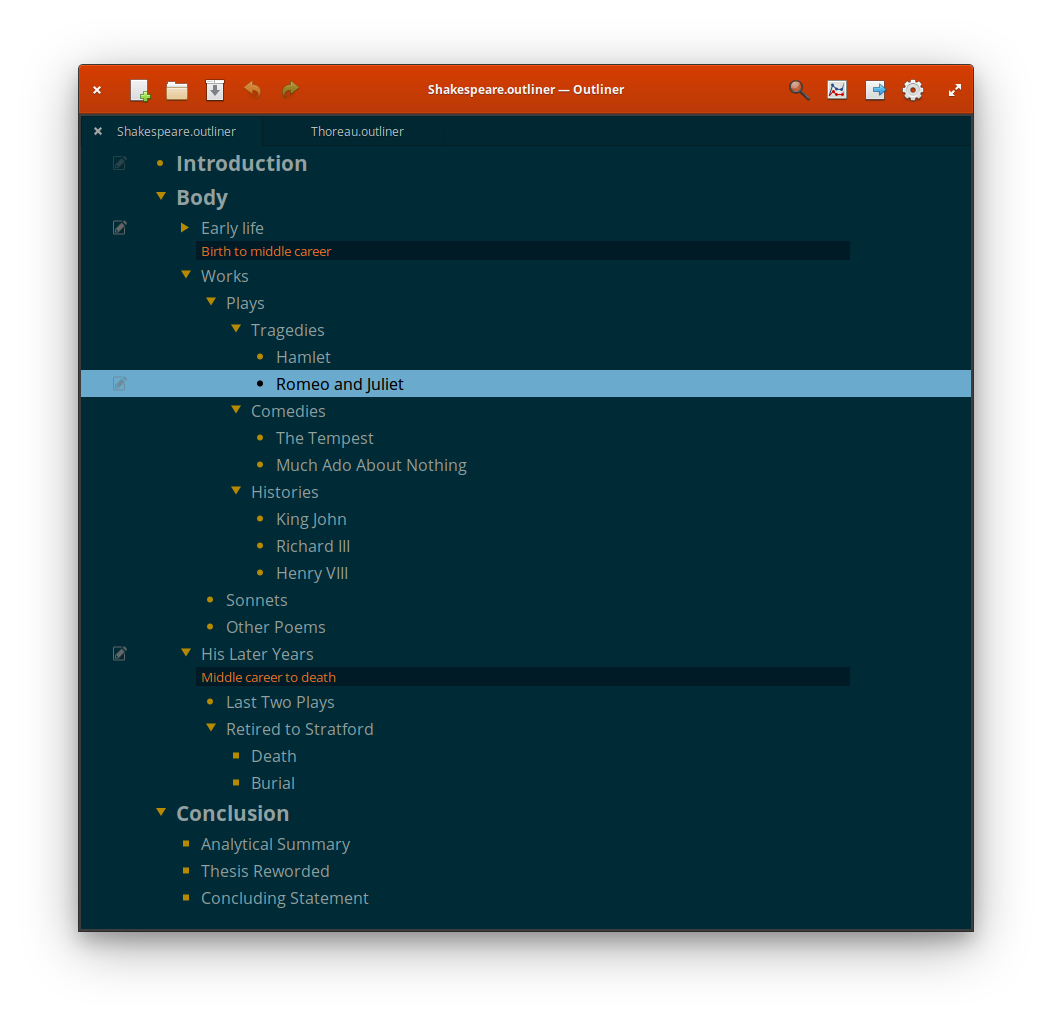 Shakespeare.outliner — Outliner
Shakespeare.outliner Thoreau.outliner
Introduction
Body
Early life
Birth to middle career
Works
Plays
Tragedies
Hamlet
Romeo and Juliet
Comedies
The Tempest
Much Ado About Nothing
Histories
King John
Richard III
Henry VIII
Sonnets
Other Poems
His Later Years
Middle career to death
Last Two Plays
Retired to Stratford
Death
Burial
Conclusion
Analytical Summary
Thesis Reworded
Concluding Statement